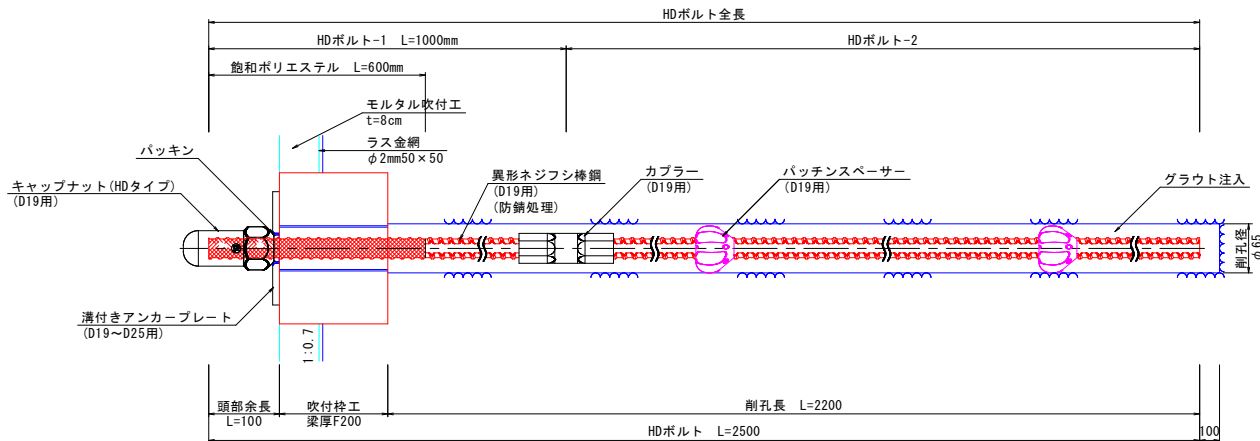 HDボルト全長
HDボルト-1　L=1000mm
HDボルト-2
飽和ポリエステル　L=600mm
モルタル吹付工
t=8cm
ラス金網
φ2mm50×50
パッキン
キャップナット(HDタイプ)
(D19用)
異形ネジフシ棒鋼
(D19用)
(防錆処理)
カプラー
(D19用)
パッチンスペーサー
(D19用)
グラウト注入
削孔径
φ65
溝付きアンカープレート
(D19～D25用)
1:0.7
頭部余長
L=100
吹付枠工
梁厚F200
削孔長　L=2200
HDボルト　L=2500
100